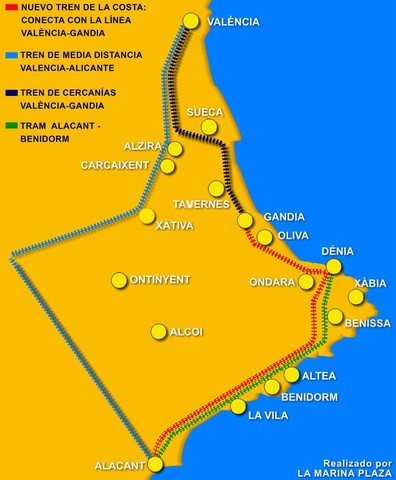 NUEVO TREN DE LA COSTA:
CONECTA CON LA LÍNEA
VALÈNCIA-GANDIA
TREN DE MEDIA DISTANCIA
VALENCIA-ALICANTE
TREN DE CERCANÍAS
VALÈNCIA-GANDIA
TRAM ALACANT -
BENIDORM
VALÈNCIA
SUECA
ALZIRA
CARCAIXENT
TAVERNES
XÀTIVA
GANDIA
OLIVA
DÉNIA
ONDARA
XÀBIA
ONTINYENT
BENISSA
ALCOI
ALTEA
BENIDORM
LA VILA
ALACANT
Realizado por
LA MARINA PLAZA